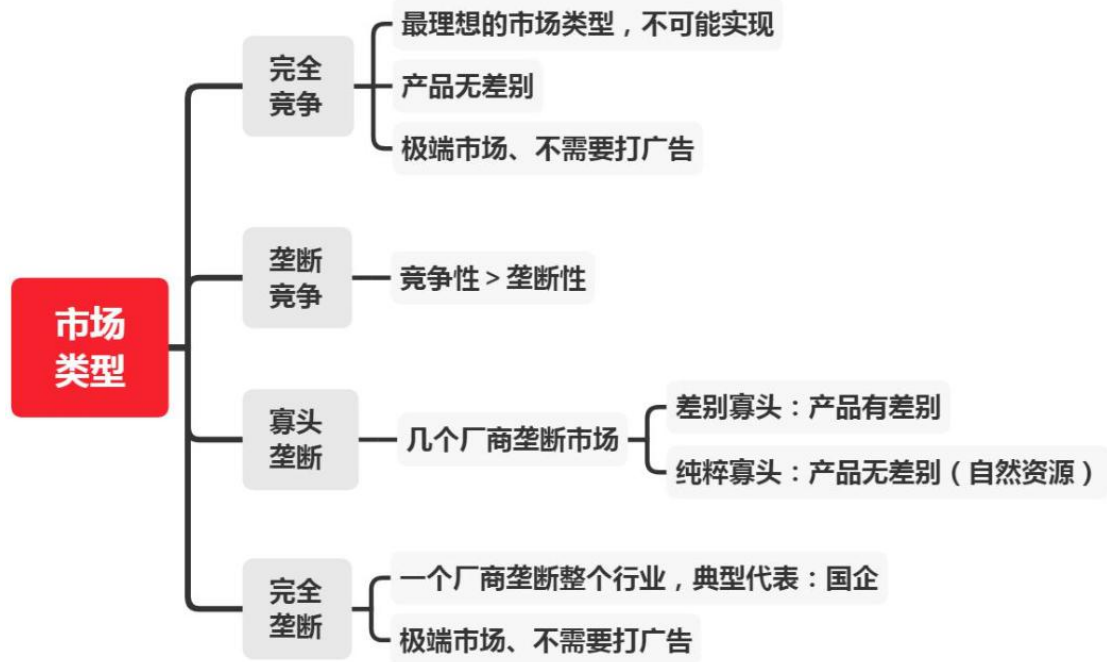 市场
类型
完全
竞争
最理想的市场类型，不可能实现
产品无差别
极端市场、不需要打广告
垄断
竞争
竞争性＞垄断性
寡头
垄断
几个厂商垄断市场
差别寡头：产品有差别
纯粹寡头：产品无差别（自然资源）
完全
垄断
一个厂商垄断整个行业，典型代表：国企
极端市场、不需要打广告